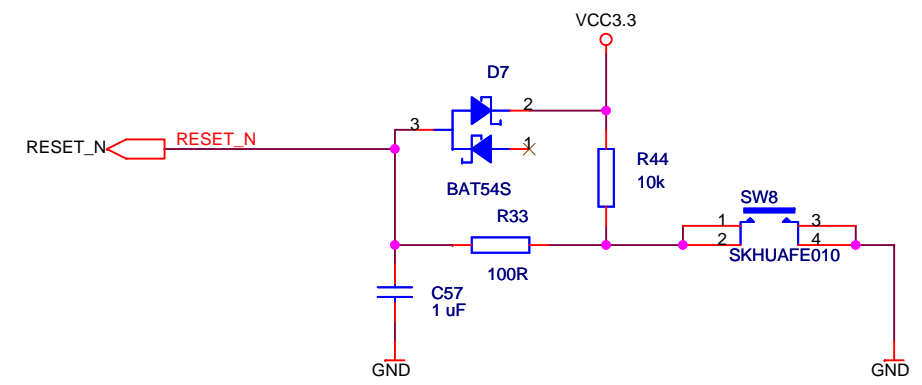 VCC3.3
D7
2
3
RESET_N
RESET_N
1
R44
10k
BAT54S
SW8
R33
1
3
2
4
SKHUAFE010
100R
C57
1 uF
GND
GND